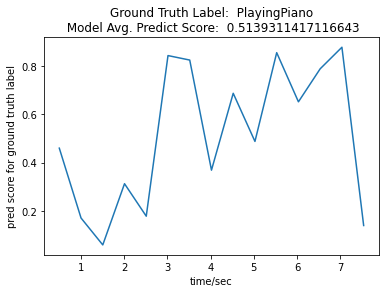 Ground Truth Label:  PlayingPiano
Model Avg. Predict Score:  0.5139311417116643
pred score for ground truth label
0.8
0.6
0.4
0.2
1 2 3 4 5 6 7
time/sec